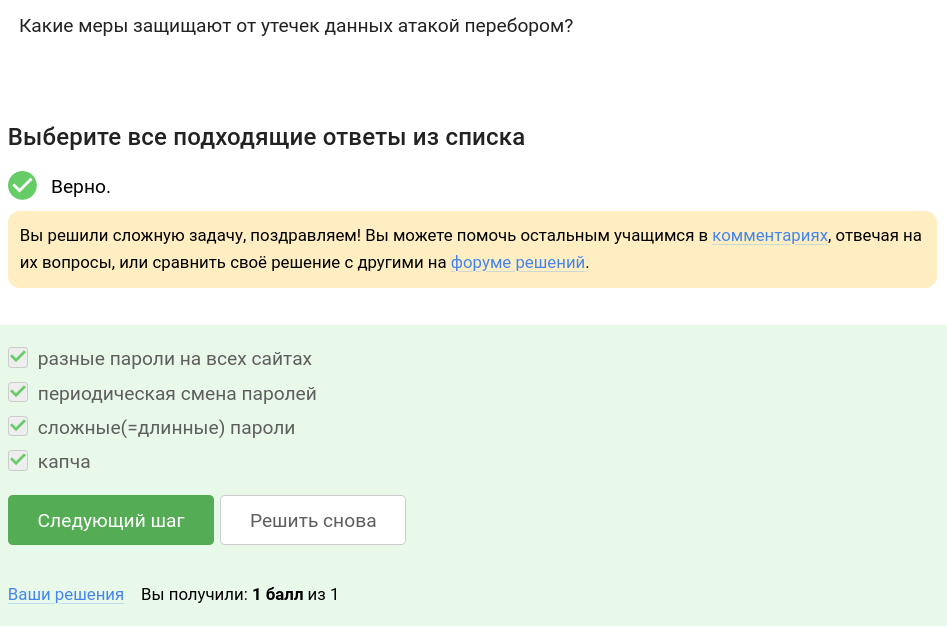 Какие меры защищают от утечек данных атакой перебором?
Выберите все подходящие ответы из списка
Верно.
Вы решили сложную задачу, поздравляем! Вы можете помочь остальным учащимся в комментариях, отвечая на
их вопросы, или сравнить своё решение с другими на форуме решений.
разные пароли на всех сайтах
периодическая смена паролей
сложные(=длинные) пароли
капча
Следующий шаг Решить снова
Ваши решения Вы получили: 1 балл из 1